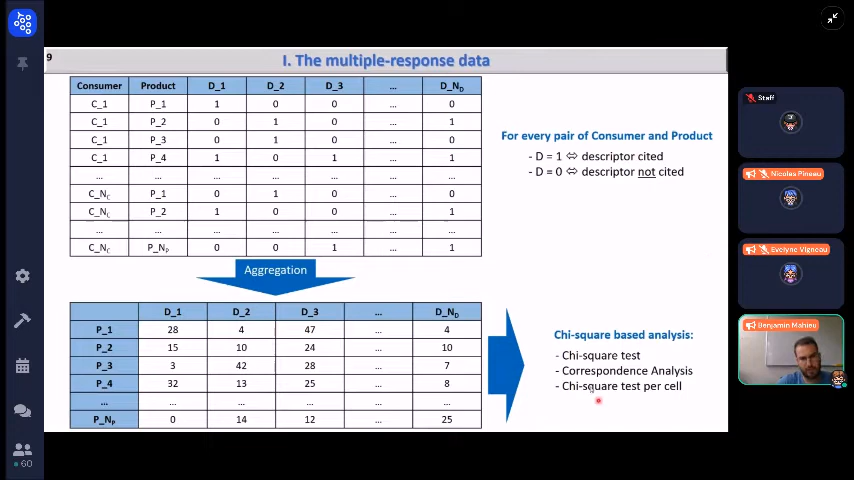 9
I. The multiple-response data
Consumer Product D_1 D_2 D_3 ... D_N_D
C_1 P_1 1 0 0 ... 0
C_1 P_2 0 1 0 ... 1
C_1 P_3 0 1 0 ... 0
C_1 P_4 1 0 1 ... 1
... ... ... ... ... ... ...
C_N_C P_1 0 1 0 ... 0
C_N_C P_2 1 0 0 ... 1
... ... ... ... ... ... ...
C_N_C P_N_P 0 0 1 ... 1
For every pair of Consumer and Product
- D = 1 ⇔ descriptor cited
- D = 0 ⇔ descriptor not cited
Aggregation
D_1 D_2 D_3 ... D_N_D
P_1 28 4 47 ... 4
P_2 15 10 24 ... 10
P_3 3 42 28 ... 7
P_4 32 13 25 ... 8
... ... ... ... ... ...
P_N_P 0 14 12 ... 25
Chi-square based analysis:
- Chi-square test
- Correspondence Analysis
- Chi-square test per cell
Staff
Nicolas Pineau
Evelyne Vigneau
Benjamin Mahieu
60